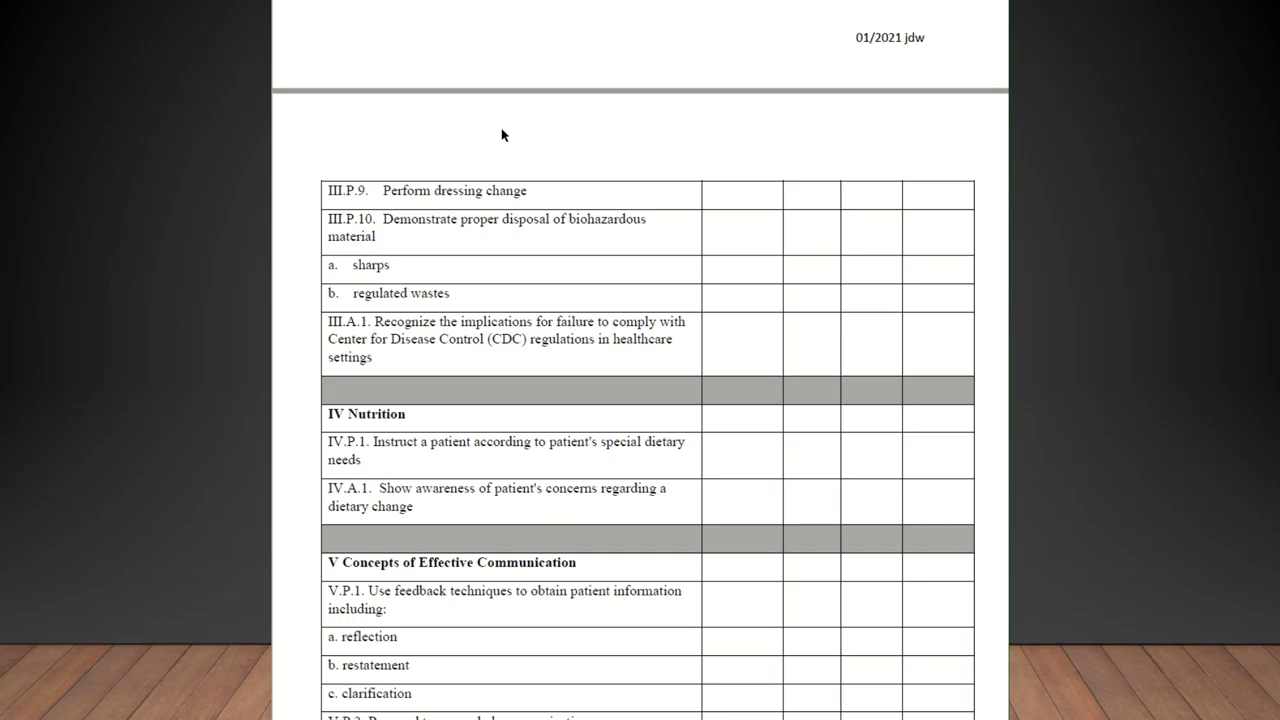 01/2021 jdw
III.P.9. Perform dressing change
III.P.10. Demonstrate proper disposal of biohazardous
material
a. sharps
b. regulated wastes
III.A.1. Recognize the implications for failure to comply with
Center for Disease Control (CDC) regulations in healthcare
settings
IV Nutrition
IV.P.1. Instruct a patient according to patient's special dietary
needs
IV.A.1. Show awareness of patient's concerns regarding a
dietary change
V Concepts of Effective Communication
V.P.1. Use feedback techniques to obtain patient information
including:
a. reflection
b. restatement
c. clarification